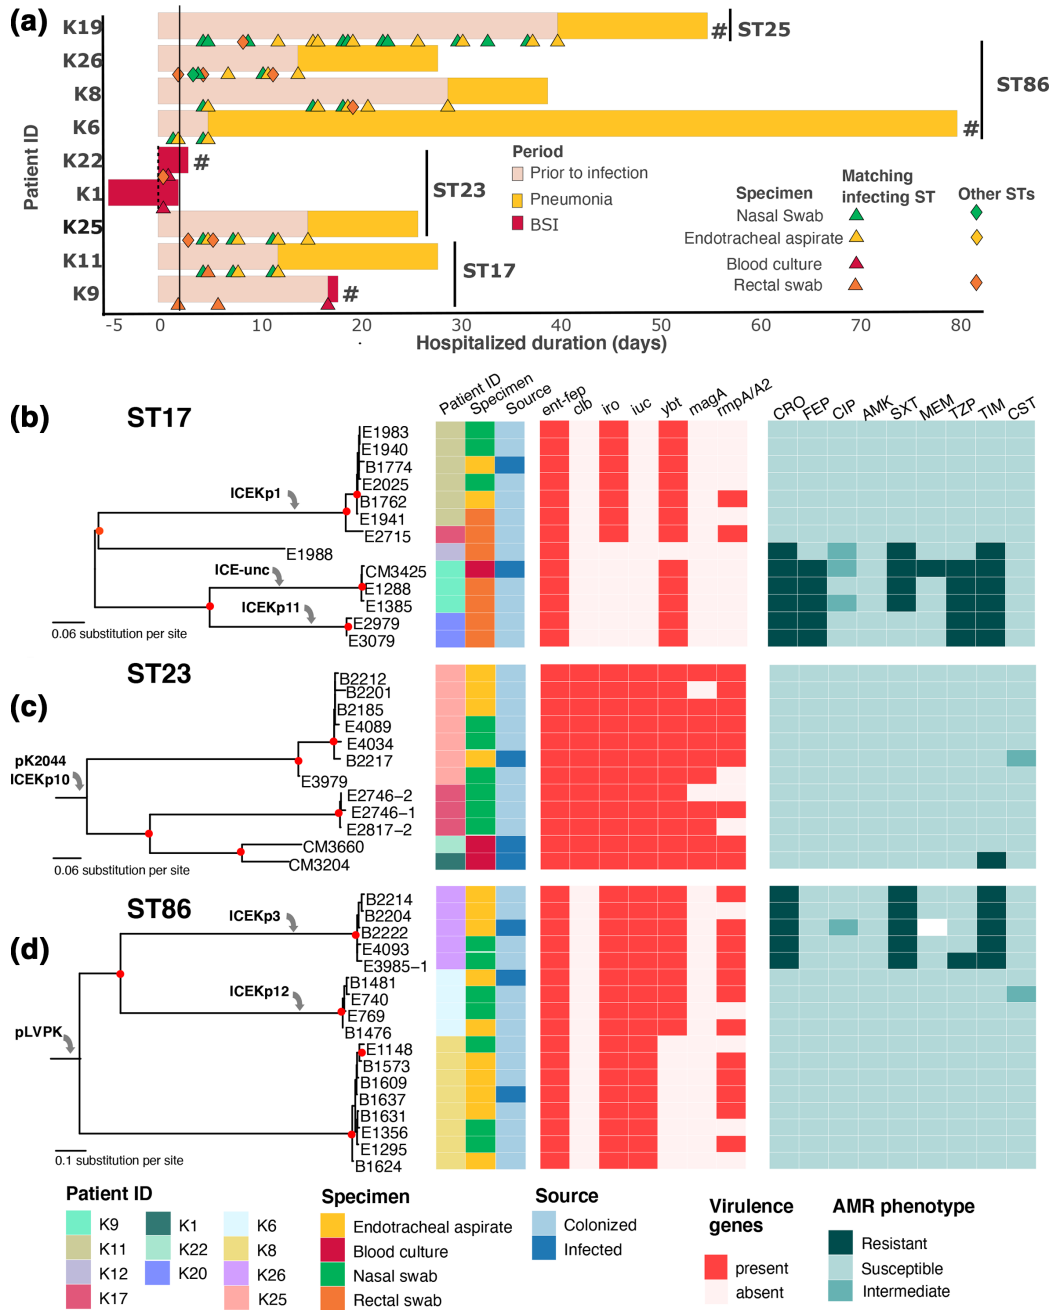 (a)
Patient ID
K19
K26
K8
K6
K22
K1
K25
K11
K9
#
ST25
ST86
#
#
ST23
ST17
#
Period
Prior to infection
Pneumonia
BSI
Specimen
Matching infecting ST
Other STs
Nasal Swab
Endotracheal aspirate
Blood culture
Rectal swab
-5 0 10 20 30 40 50 60 70 80
Hospitalized duration (days)
Patient ID Specimen Source ent-fep clb iro iuc ybt magA rmpA/A2 CRO FEP CIP AMK SXT MEM TZP TIM CST
(b)
ST17
E1983
E1940
B1774
E2025
B1762
E1941
E2715
E1988
CM3425
E1288
E1385
E2979
E3079
ICEKp1
ICE-unc
ICEKp11
0.06 substitution per site
(c)
ST23
B2212
B2201
B2185
E4089
E4034
B2217
E3979
E2746-2
E2746-1
E2817-2
CM3660
CM3204
pK2044
ICEKp10
0.06 substitution per site
(d)
ST86
B2214
B2204
B2222
E4093
E3985-1
B1481
E740
E769
B1476
E1148
B1573
B1609
B1637
B1631
E1356
E1295
B1624
ICEKp3
ICEKp12
pLVPK
0.1 substitution per site
Patient ID
K9
K11
K12
K17
K1
K22
K20
K6
K8
K26
K25
Specimen
Endotracheal aspirate
Blood culture
Nasal swab
Rectal swab
Source
Colonized
Infected
Virulence
genes
present
absent
AMR phenotype
Resistant
Susceptible
Intermediate